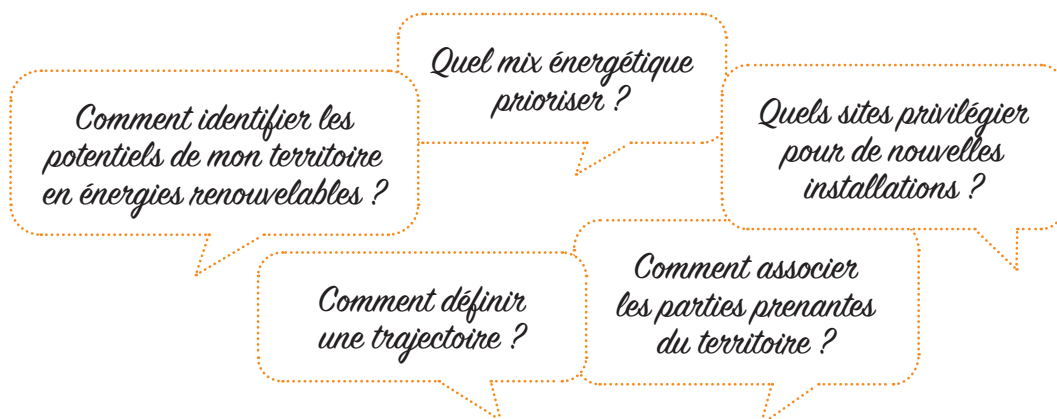 Quel mix énergétique
prioriser ?
Comment identifier les
potentiels de mon territoire
en énergies renouvelables ?
Quels sites privilégier
pour de nouvelles
installations ?
Comment définir
une trajectoire ?
Comment associer
les parties prenantes
du territoire ?